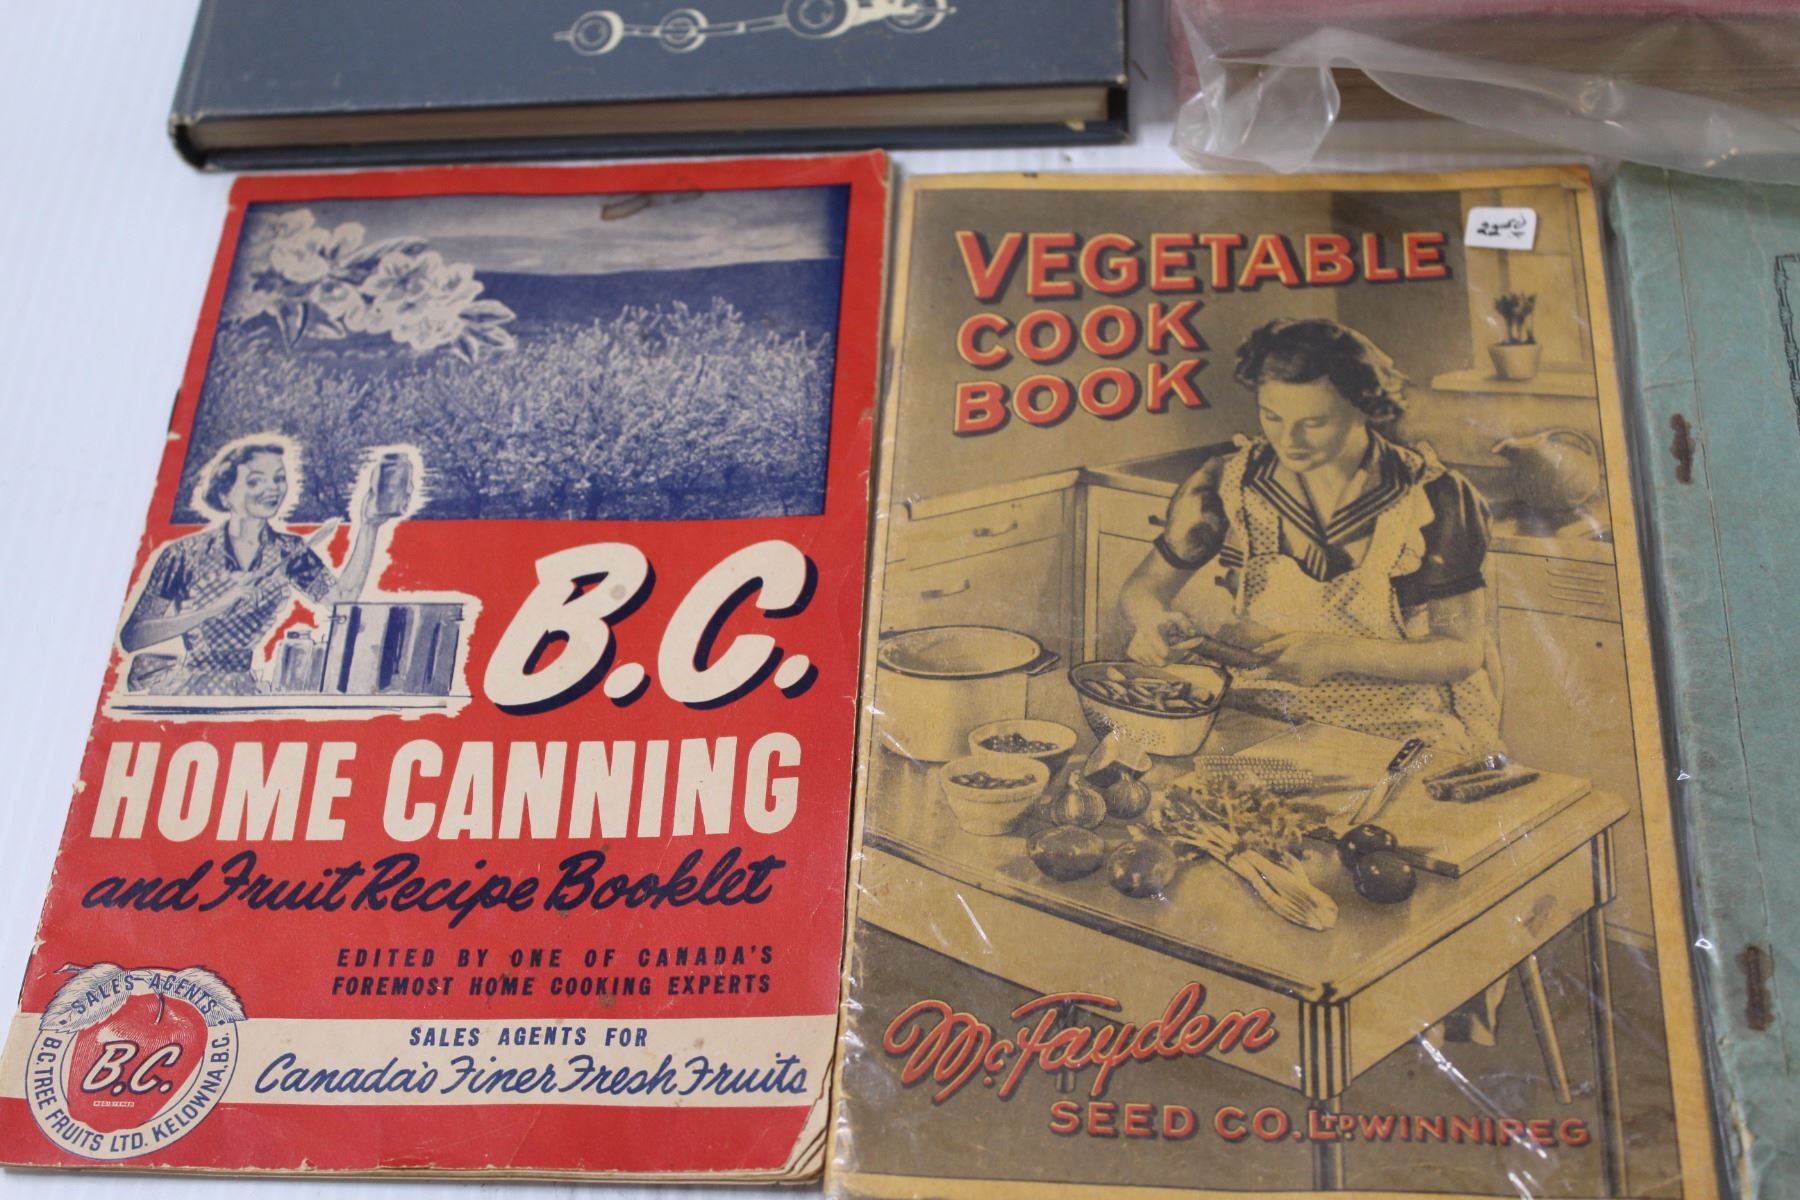 B.C.
HOME CANNING
and Fruit Recipe Booklet
EDITED BY ONE OF CANADA'S
FOREMOST HOME COOKING EXPERTS
SALES AGENTS FOR
Canada's Finer Fresh Fruits
SALES AGENTS
B.C.
REGISTERED
B.C. TREE FRUITS LTD. KELOWNA, B.C.
VEGETABLE
COOK
BOOK
McFayden
SEED CO. LTD WINNIPEG